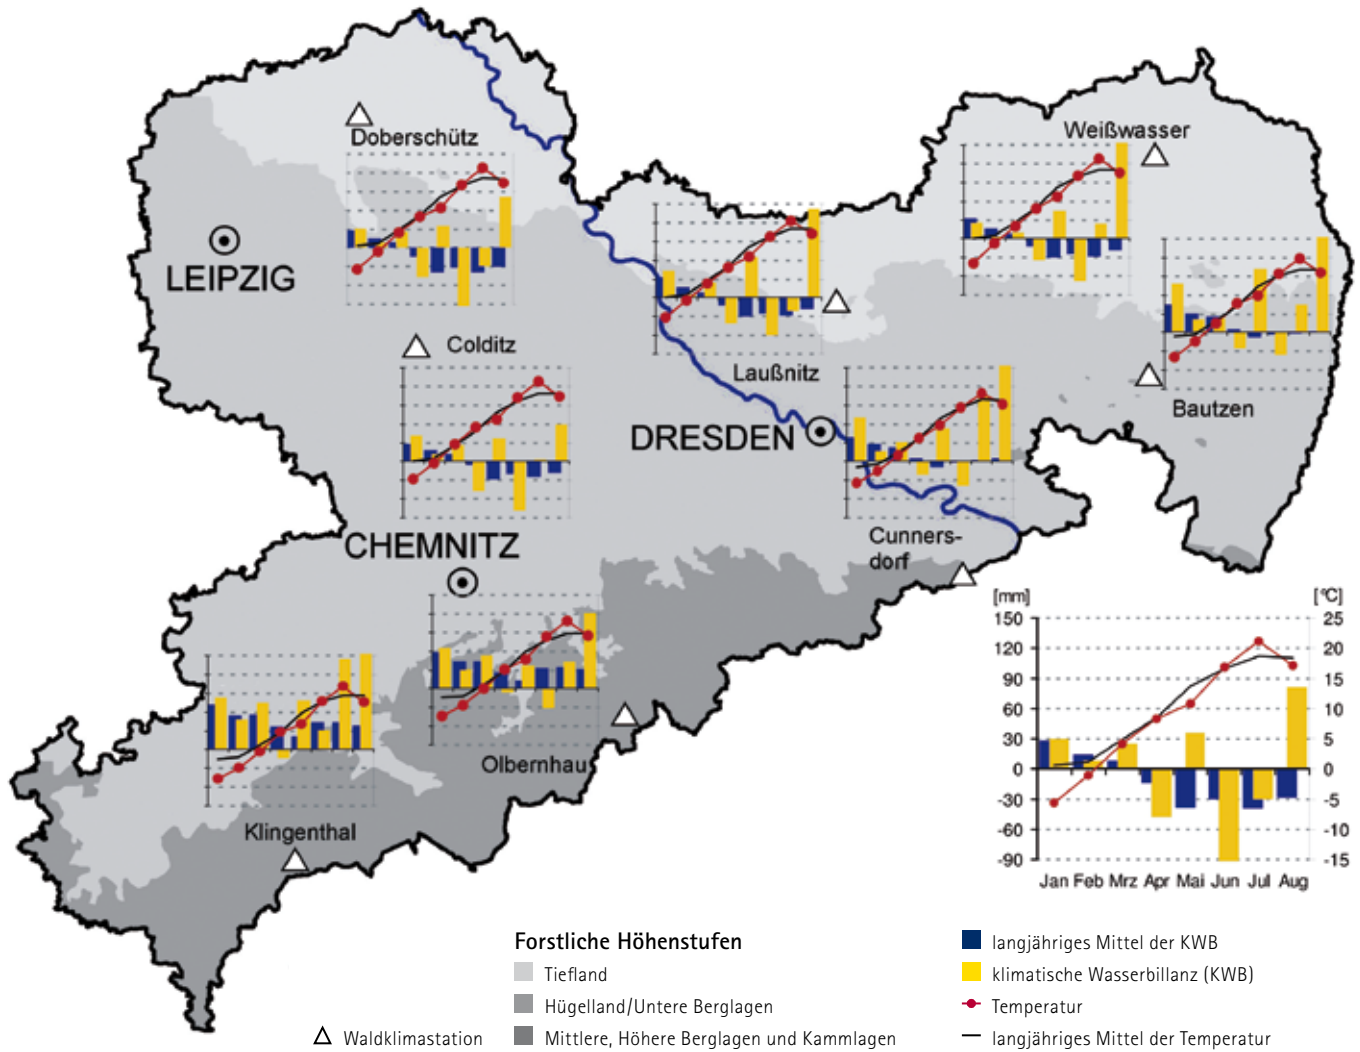 Doberschütz
Weißwasser
LEIPZIG
Colditz
Laußnitz
Bautzen
DRESDEN
CHEMNITZ
Cunners-
dorf
Olbernhau
Klingenthal
[mm]
[°C]
150
120
90
60
30
0
-30
-60
-90
25
20
15
10
5
0
-5
-10
-15
Jan Feb Mrz Apr Mai Jun Jul Aug
Forstliche Höhenstufen
Tiefland
Hügelland/Untere Berglagen
Mittlere, Höhere Berglagen und Kammlagen
Waldklimastation
langjähriges Mittel der KWB
klimatische Wasserbillanz (KWB)
Temperatur
langjähriges Mittel der Temperatur